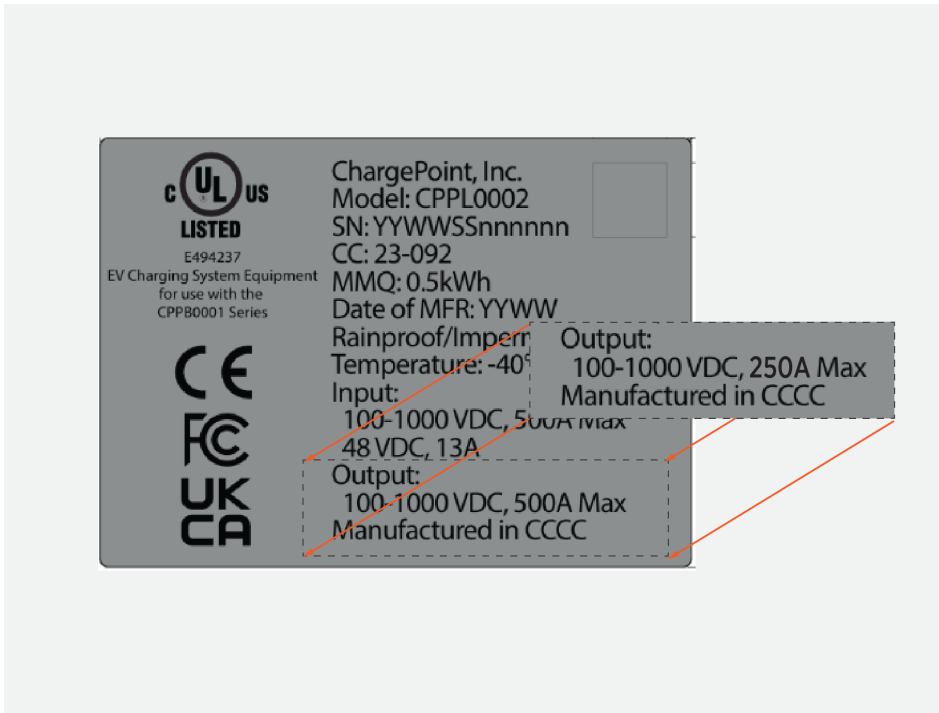 C UL US
LISTED
E494237
EV Charging System Equipment
for use with the
CPPB0001 Series
CE
FC
UK
CA
ChargePoint, Inc.
Model: CPPL0002
SN: YYWWSSnnnnnn
CC: 23-092
MMQ: 0.5kWh
Date of MFR: YYWW
Rainproof/
Temperature: -40°
Input:
100-1000 VDC, 500A Max
48 VDC, 13A
Output:
100-1000 VDC, 500A Max
Manufactured in CCCC
Output:
100-1000 VDC, 250A Max
Manufactured in CCCC